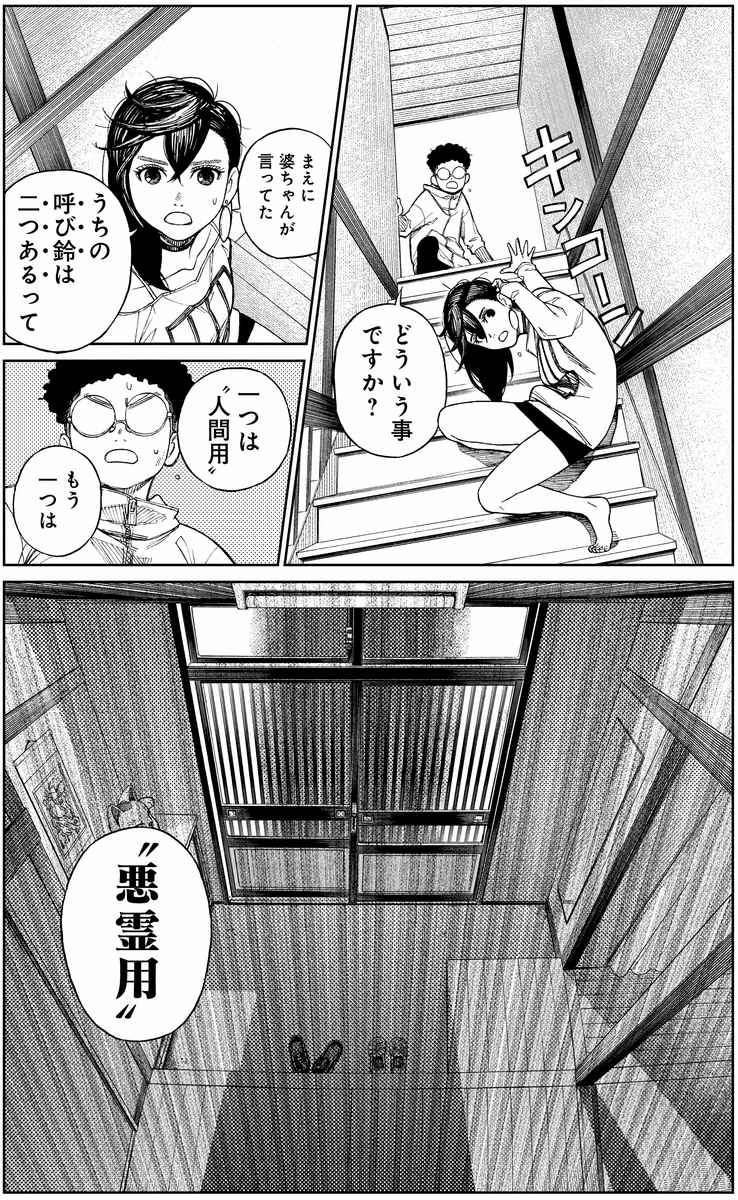 キンコーン
どういう事
ですか？
まえに
婆ちゃんが
言ってた
うちの
呼び鈴は
二つあるって
一つは
〝人間用〟
もう
一つは
〝悪霊用〟